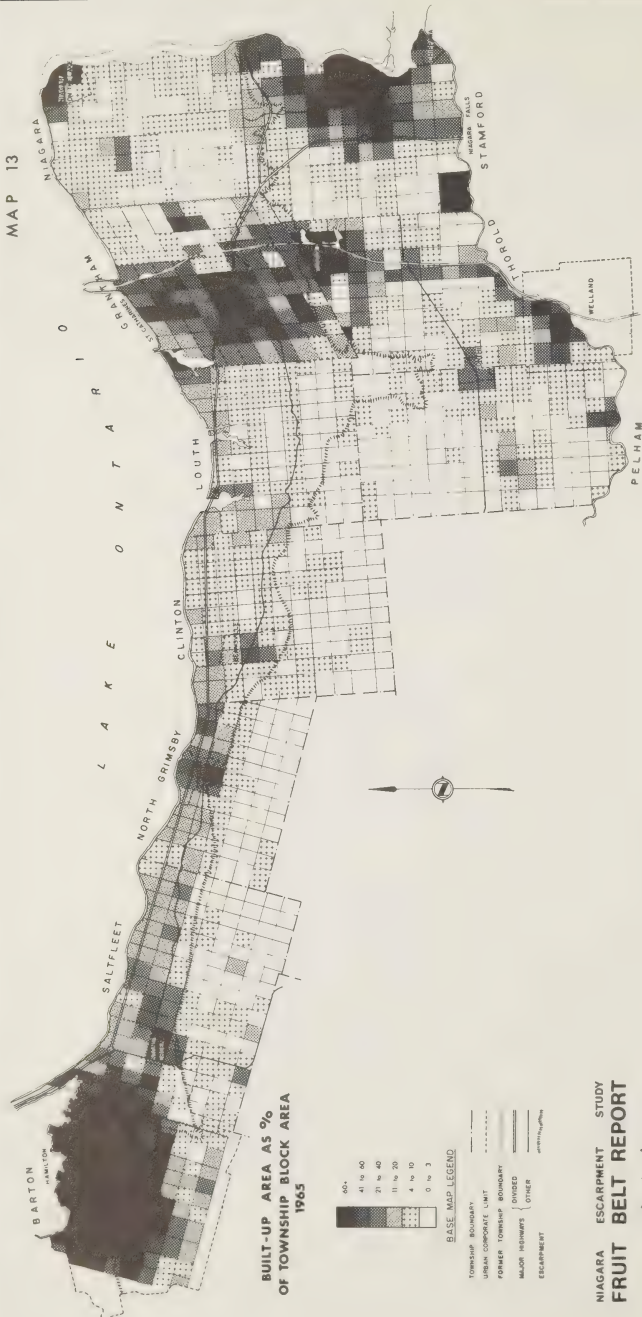 MAP 13
LAKE ONTARIO
BARTON
HAMILTON
SALTFLEET
NORTH GRIMSBY
CLINTON
LOUTH
ST. CATHARINES
GRANTHAM
NIAGARA
NIAGARA FALLS
STAMFORD
THOROLD
WELLAND
PELHAM
N
BUILT-UP AREA AS %
OF TOWNSHIP BLOCK AREA
1965
60+
41 to 60
21 to 40
11 to 20
4 to 10
0 to 3
BASE MAP LEGEND
TOWNSHIP BOUNDARY
URBAN CORPORATE LIMIT
FORMER TOWNSHIP BOUNDARY
MAJOR HIGHWAYS { DIVIDED
OTHER
ESCARPMENT
NIAGARA ESCARPMENT STUDY
FRUIT BELT REPORT